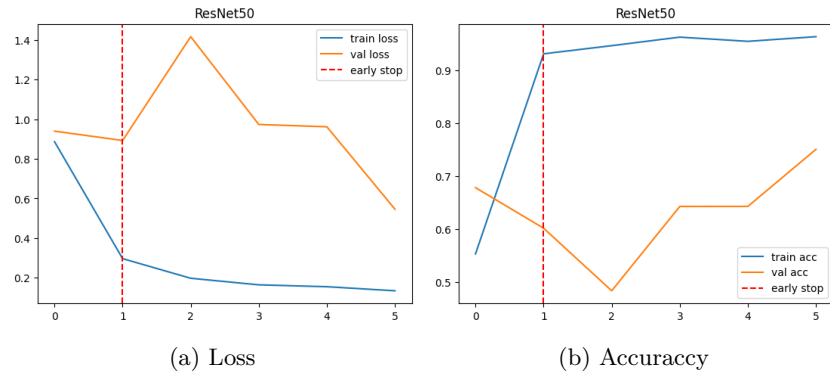 ResNet50
1.4
1.2
1.0
0.8
0.6
0.4
0.2
0 1 2 3 4 5
train loss
val loss
early stop
(a) Loss
ResNet50
0.9
0.8
0.7
0.6
0.5
0 1 2 3 4 5
train acc
val acc
early stop
(b) Accuraccy